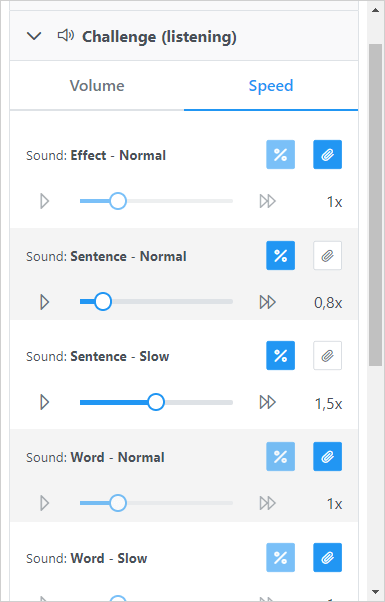 Challenge (listening)
Volume Speed
Sound: Effect - Normal
1x
Sound: Sentence - Normal
0,8x
Sound: Sentence - Slow
1,5x
Sound: Word - Normal
1x
Sound: Word - Slow